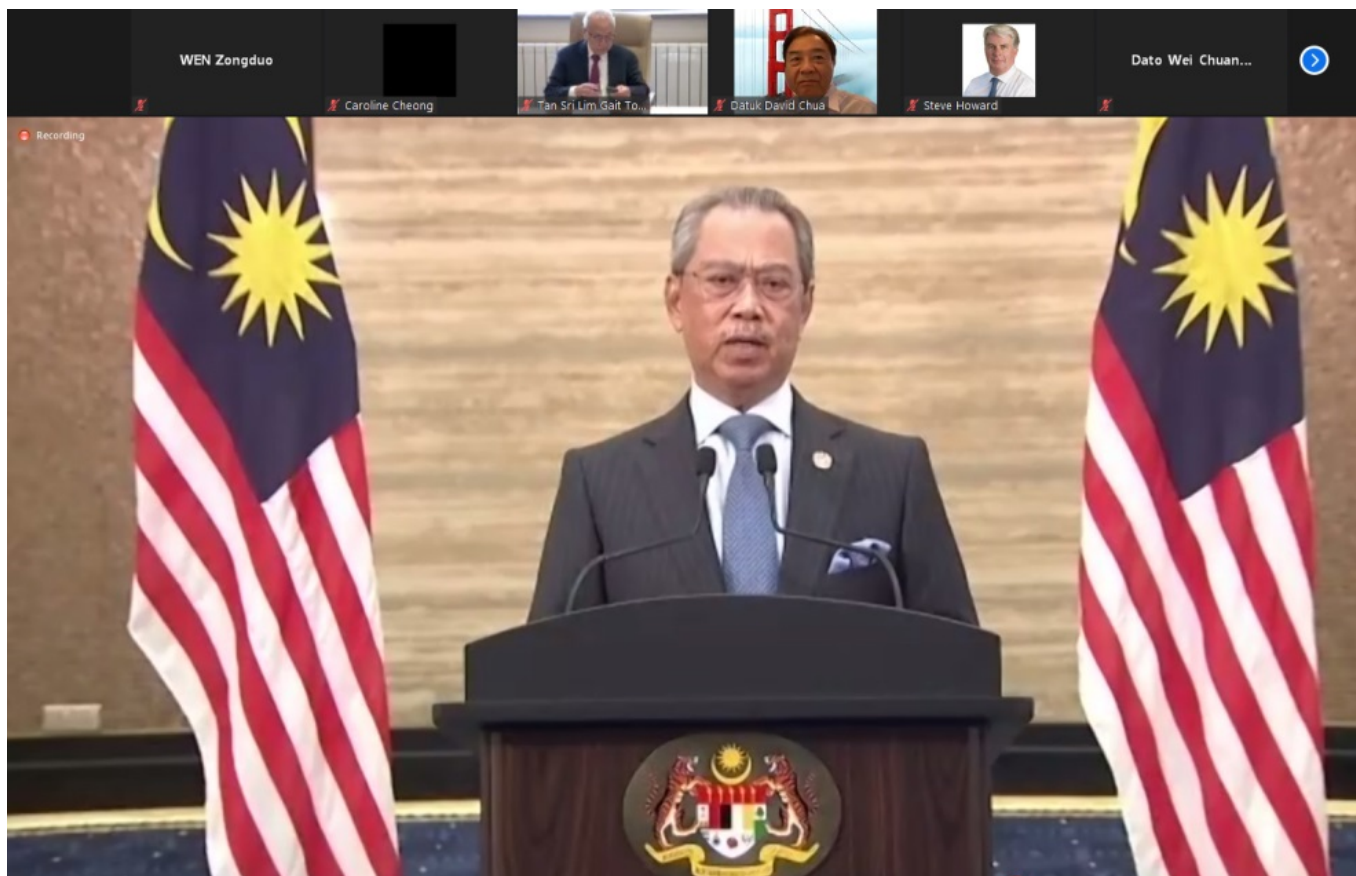 WEN Zongduo
Caroline Cheong
Tan Sri Lim Gait To...
Datuk David Chua
Steve Howard
Dato Wei Chuan...
Recording